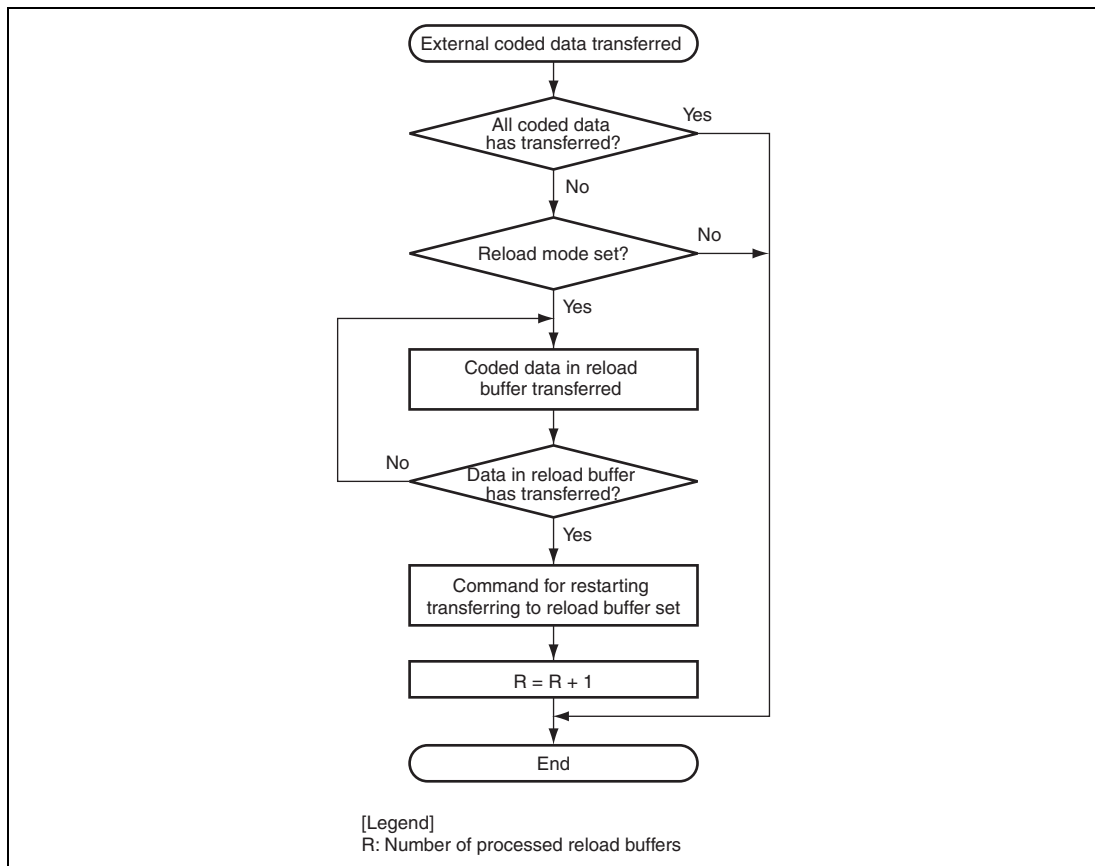 External coded data transferred
All coded data
has transferred?
Yes
No
Reload mode set?
No
Yes
Coded data in reload
buffer transferred
No
Data in reload buffer
has transferred?
Yes
Command for restarting
transferring to reload buffer set
R = R + 1
End
[Legend]
R: Number of processed reload buffers